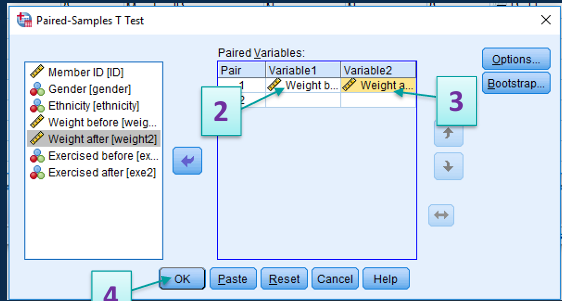 Paired-Samples T Test
Paired Variables:
Member ID [ID]
Gender [gender]
Ethnicity [ethnicity]
Weight before [weig...
Weight after [weight2]
Exercised before [ex...
Exercised after [exe2]
Pair Variable1 Variable2
1 Weight b... Weight a...
2
2
3
Options...
Bootstrap...
4
OK Paste Reset Cancel Help